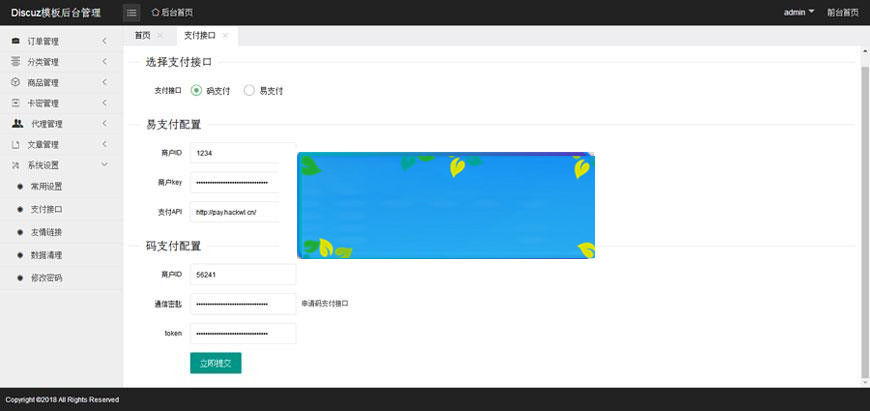 Discuz模板后台管理
后台首页
admin
前台首页
首页
支付接口
订单管理
分类管理
商品管理
卡密管理
代理管理
文章管理
系统设置
常用设置
支付接口
友情链接
数据清理
修改密码
选择支付接口
支付接口
码支付
易支付
易支付配置
商户ID
1234
商户key
••••••••••••••••••••••••••••••••
支付API
http://pay.hackwl.cn/
码支付配置
商户ID
56241
通信密匙
••••••••••••••••••••••••••••••••
申请码支付接口
token
••••••••••••••••••••••••••••••••
立即提交
Copyright ©2018 All Rights Reserved